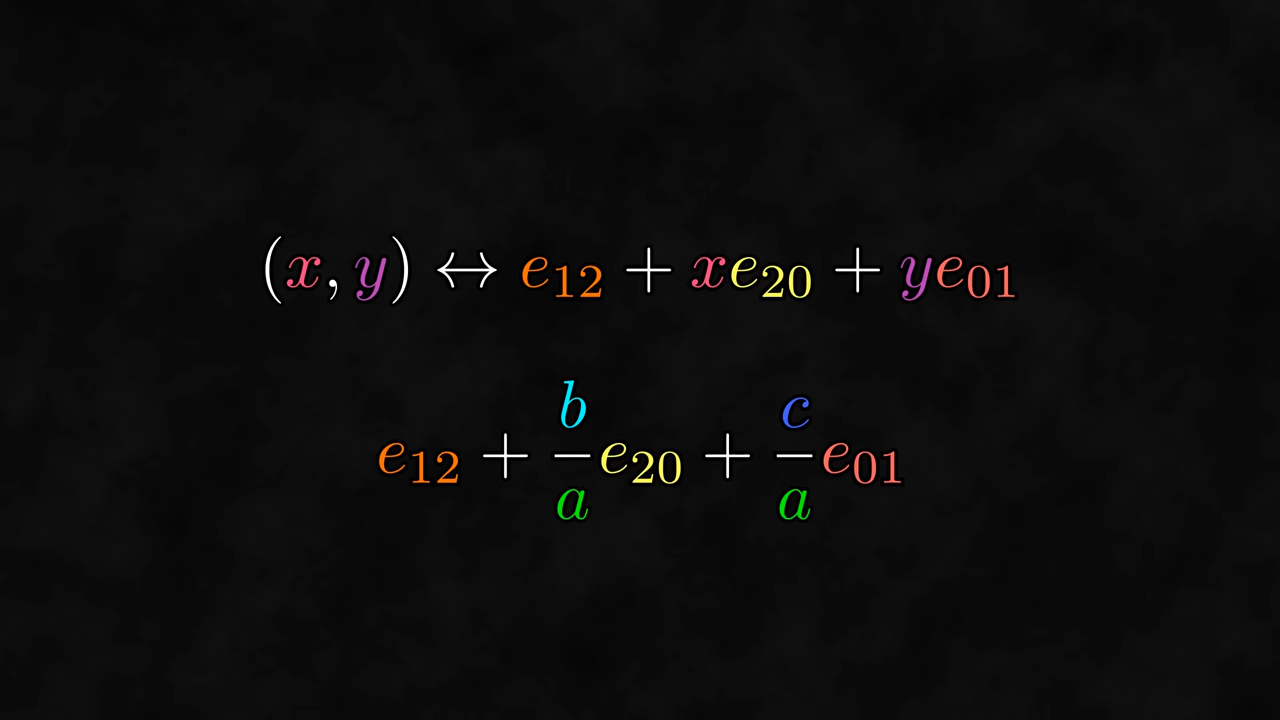 (x, y) ↔ e₁₂ + xe₂₀ + ye₀₁
e₁₂ + b/a e₂₀ + c/a e₀₁